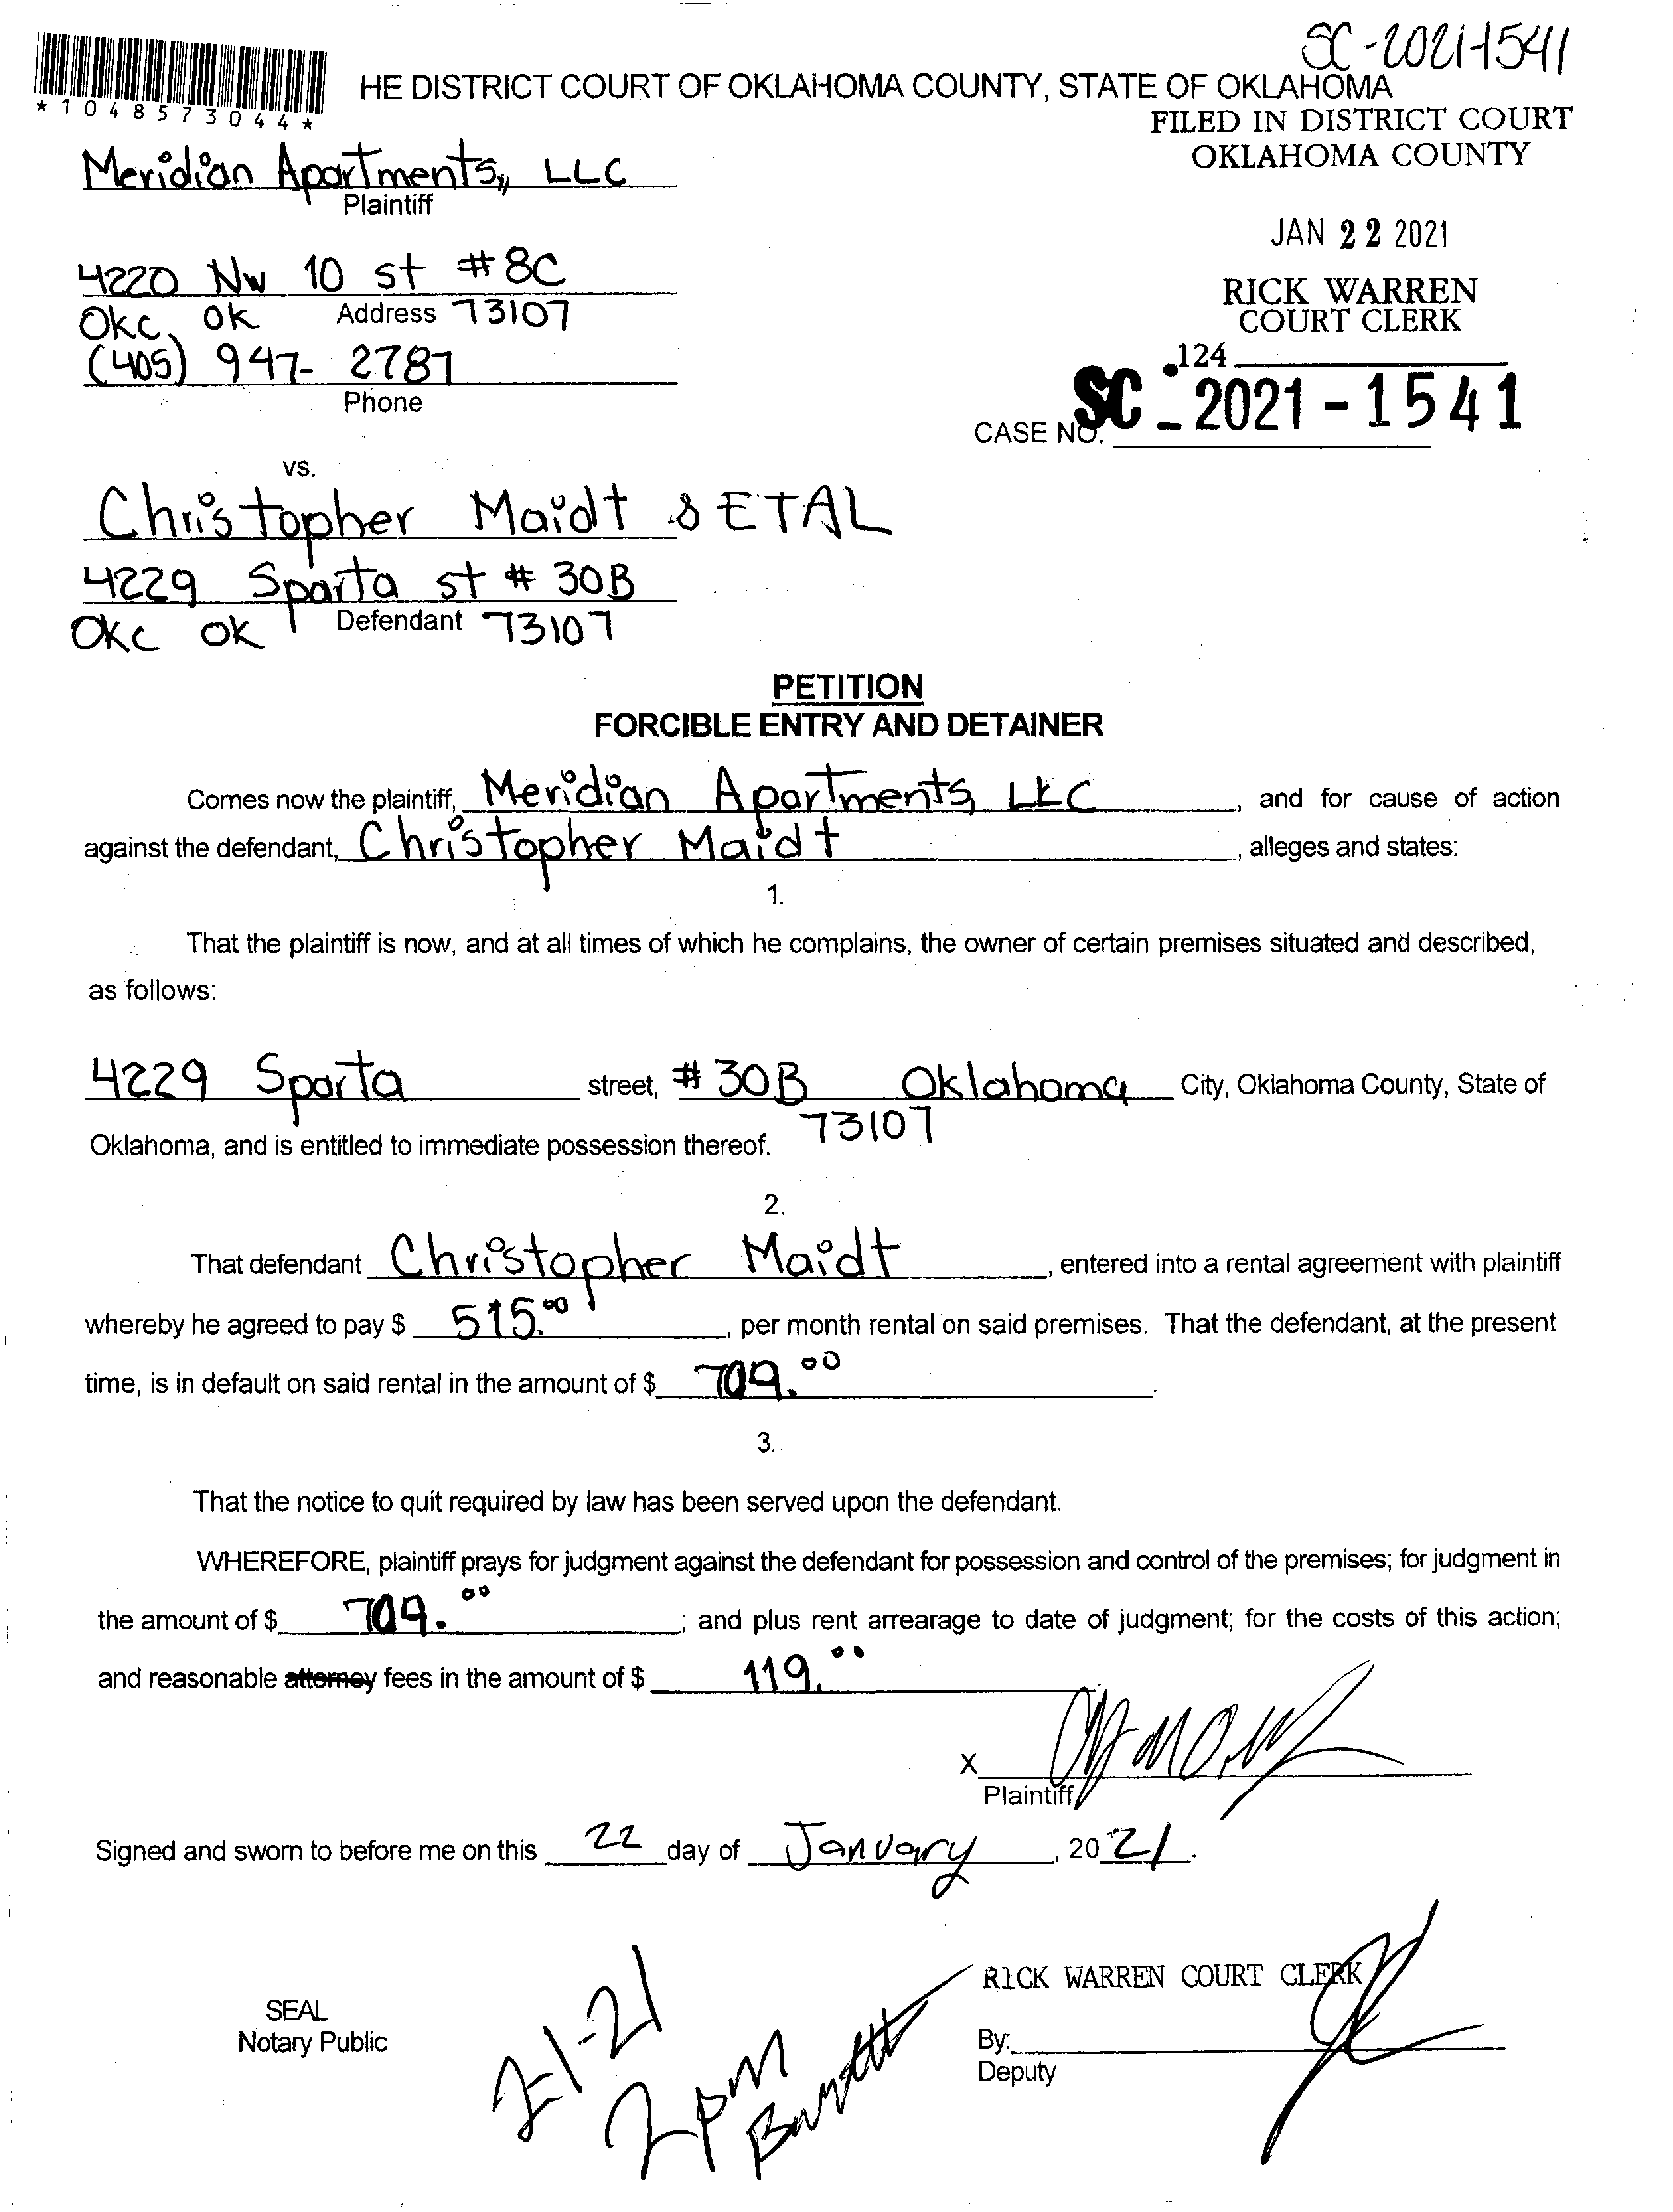 SC-2021-1541
*1048573044*
HE DISTRICT COURT OF OKLAHOMA COUNTY, STATE OF OKLAHOMA
FILED IN DISTRICT COURT
OKLAHOMA COUNTY
Meridian Apartments, LLC
Plaintiff
JAN 22 2021
4220 NW 10 st #8C
Address
OKC, OK 73107
RICK WARREN
COURT CLERK
(405) 947-2787
Phone
124
CASE NO. SC-2021-1541
vs.
Christopher Maidt & ETAL
4229 Sparta st # 30B
Defendant
OKC OK 73107
PETITION
FORCIBLE ENTRY AND DETAINER
Comes now the plaintiff, Meridian Apartments, LLC, and for cause of action
against the defendant, Christopher Maidt, alleges and states:
1.
That the plaintiff is now, and at all times of which he complains, the owner of certain premises situated and described,
as follows:
4229 Sparta street, #30B Oklahoma City, Oklahoma County, State of
73107
Oklahoma, and is entitled to immediate possession thereof.
2.
That defendant Christopher Maidt, entered into a rental agreement with plaintiff
whereby he agreed to pay $ 515.00, per month rental on said premises. That the defendant, at the present
time, is in default on said rental in the amount of $ 709.00.
3.
That the notice to quit required by law has been served upon the defendant.
WHEREFORE, plaintiff prays for judgment against the defendant for possession and control of the premises; for judgment in
the amount of $ 709.00; and plus rent arrearage to date of judgment; for the costs of this action;
and reasonable attorney fees in the amount of $ 119.00
X
Plaintiff
Signed and sworn to before me on this 22 day of January, 2021.
RICK WARREN COURT CLERK
SEAL
Notary Public
By:
Deputy
2-1-21
2pm